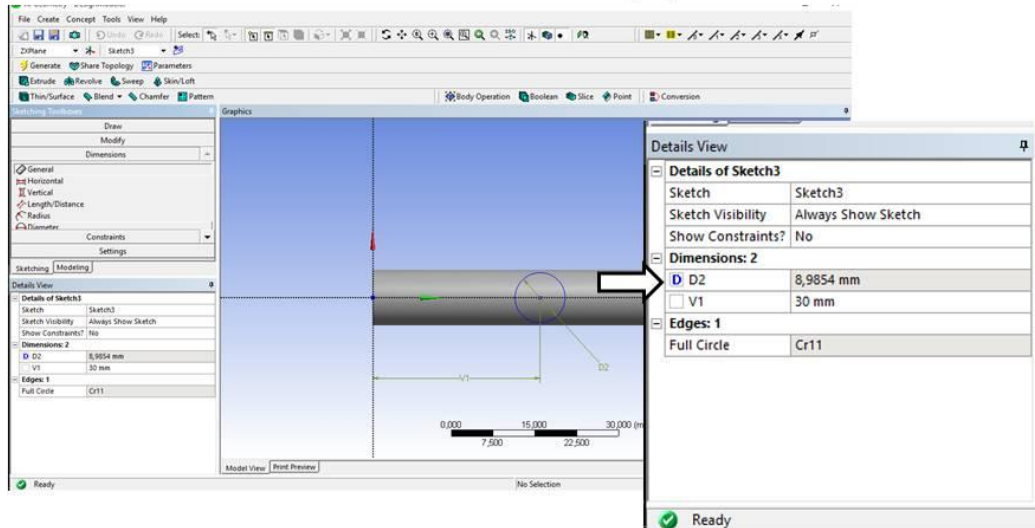 File Create Concept Tools View Help
Undo Redo Select:
ZXPlane Sketch3
Generate Share Topology Parameters
Extrude Revolve Sweep Skin/Loft
Thin/Surface Blend Chamfer Pattern Body Operation Boolean Slice Point Conversion
Sketching Toolboxes
Draw
Modify
Dimensions
General
Horizontal
Vertical
Length/Distance
Radius
Diameter
Constraints
Settings
Sketching Modeling
Details View
Details of Sketch3
Sketch Sketch3
Sketch Visibility Always Show Sketch
Show Constraints? No
Dimensions: 2
D D2 8,9854 mm
V1 30 mm
Edges: 1
Full Circle Cr11
Graphics
V1
D2
0,000 15,000 30,000 (m
7,500 22,500
Model View Print Preview
Ready No Selection
Details View
Details of Sketch3
Sketch Sketch3
Sketch Visibility Always Show Sketch
Show Constraints? No
Dimensions: 2
D D2 8,9854 mm
V1 30 mm
Edges: 1
Full Circle Cr11
Ready